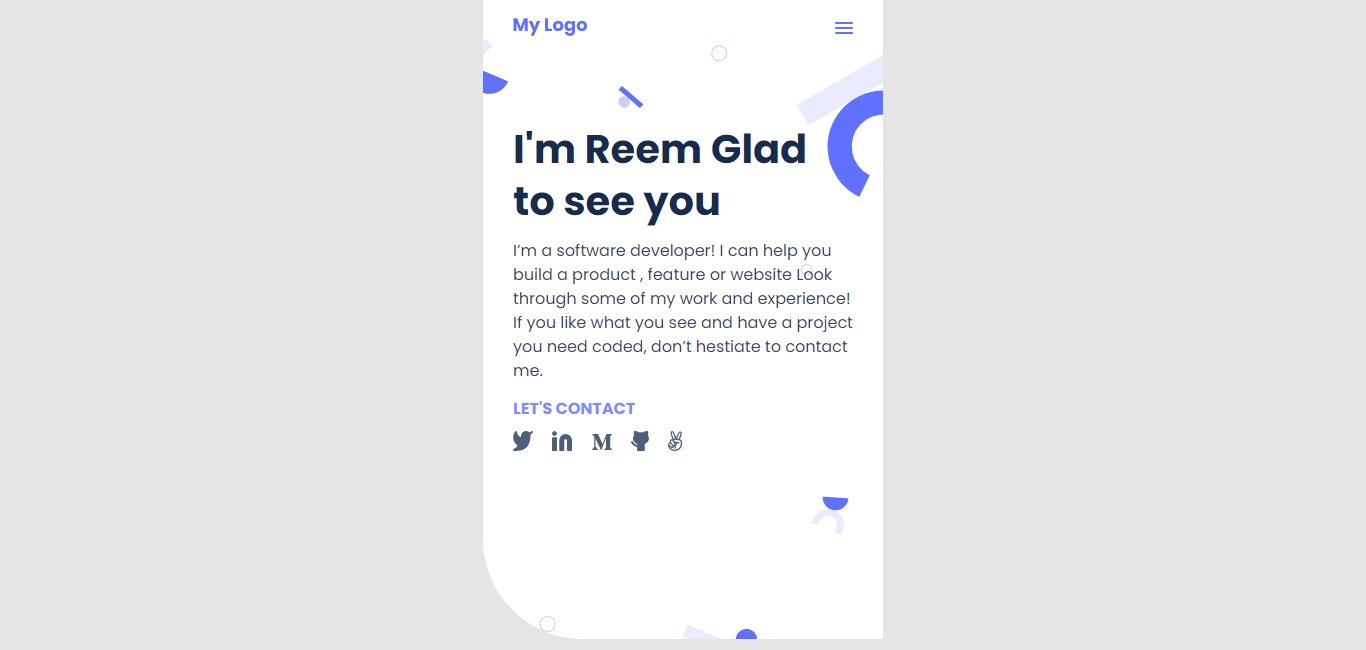 My Logo
I'm Reem Glad
to see you
I’m a software developer! I can help you
build a product , feature or website Look
through some of my work and experience!
If you like what you see and have a project
you need coded, don’t hestiate to contact
me.
LET'S CONTACT